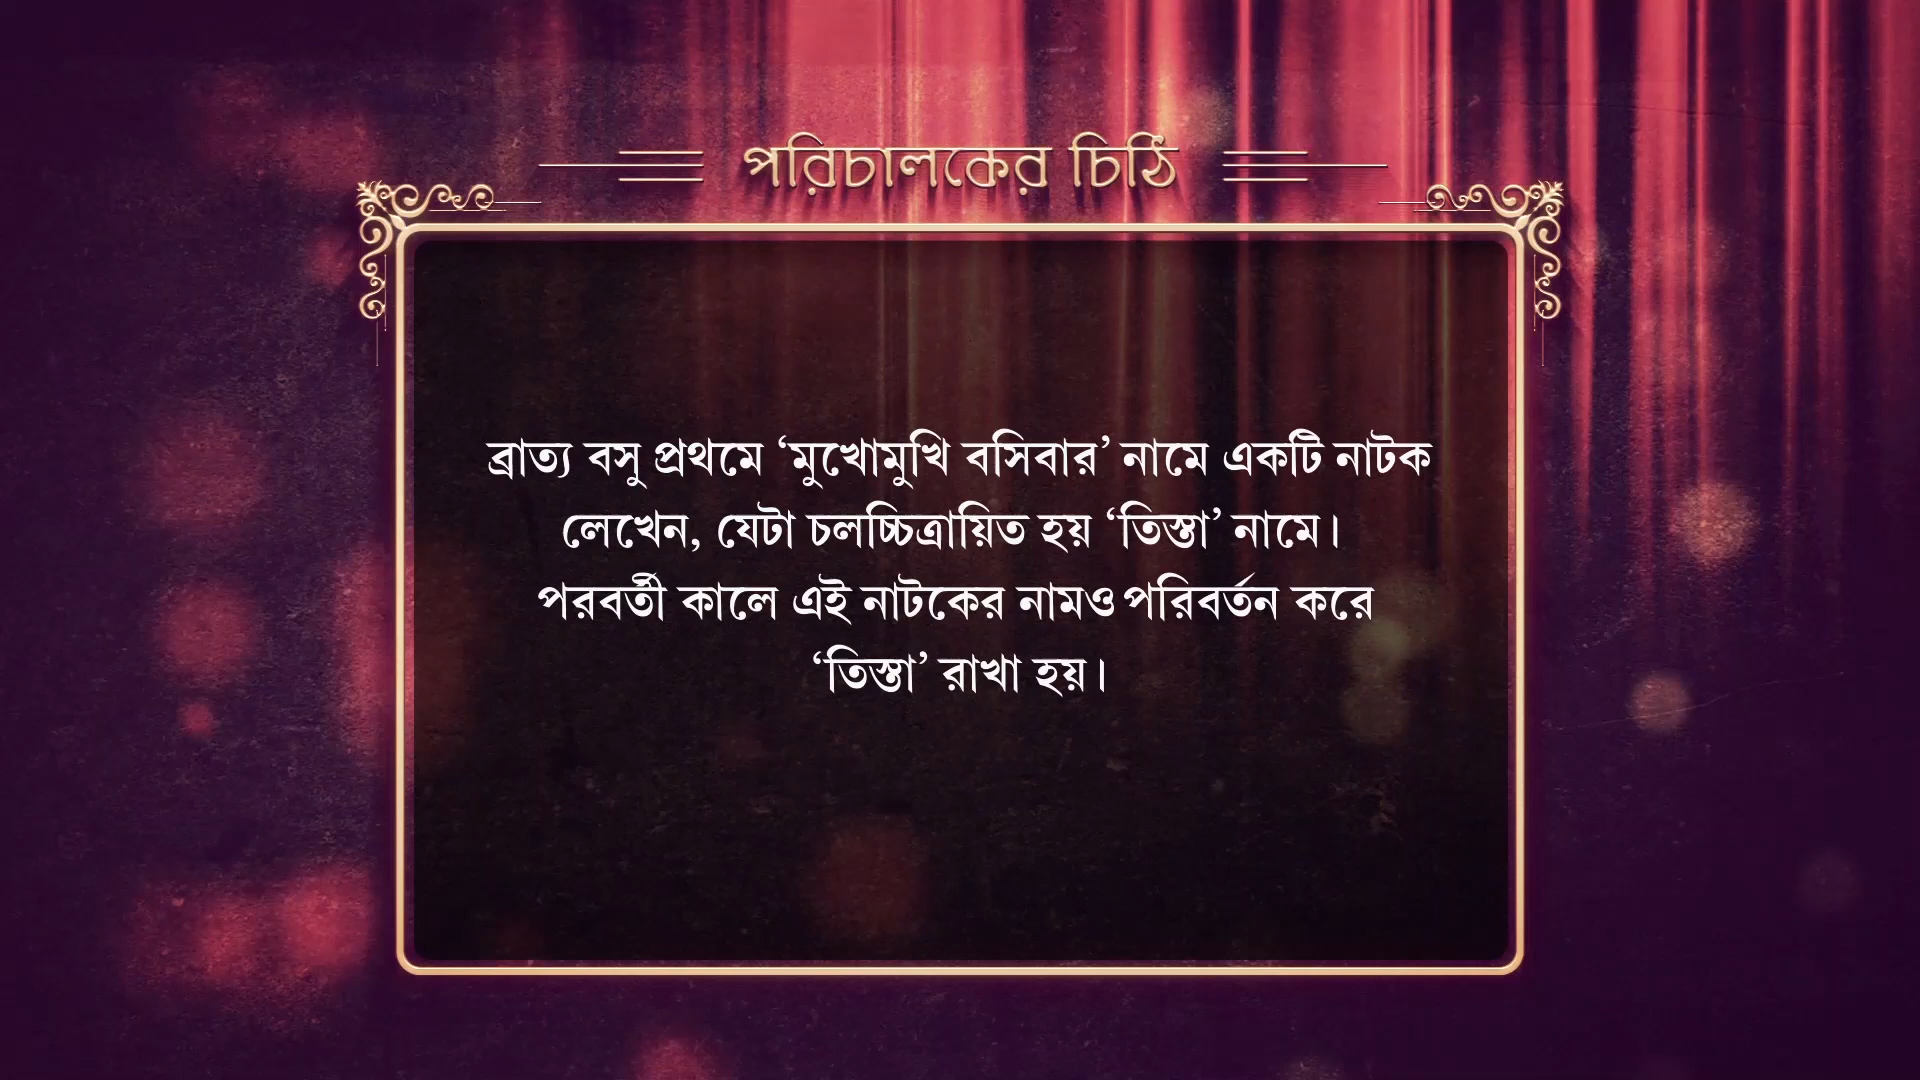 পরিচালকের চিঠি
ব্রাত্য বসু প্রথমে ‘মুখোমুখি বসিবার’ নামে একটি নাটক
লেখেন, যেটা চলচ্চিত্রায়িত হয় ‘তিস্তা’ নামে।
পরবর্তী কালে এই নাটকের নামও পরিবর্তন করে
‘তিস্তা’ রাখা হয়।